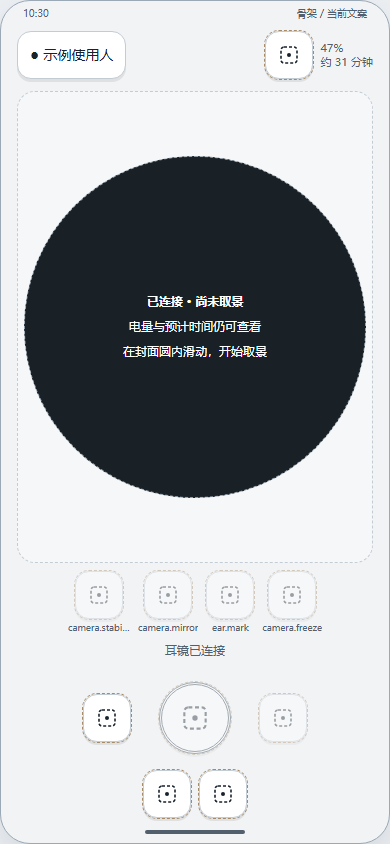 10:30
骨架 / 当前文案
● 示例使用人
47%
约 31 分钟
已连接 · 尚未取景
电量与预计时间仍可查看
在封面圆内滑动，开始取景
camera.stabi...
camera.mirror
ear.mark
camera.freeze
耳镜已连接